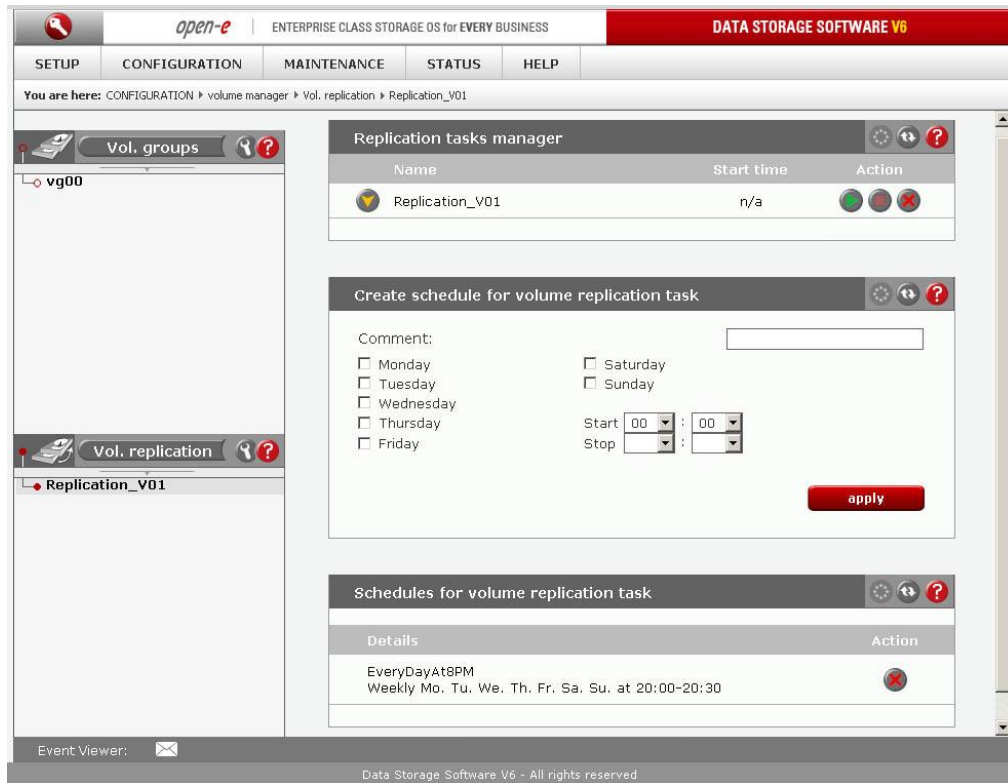 open-e ENTERPRISE CLASS STORAGE OS for EVERY BUSINESS DATA STORAGE SOFTWARE V6
SETUP CONFIGURATION MAINTENANCE STATUS HELP
You are here: CONFIGURATION volume manager Vol. replication Replication_V01
Vol. groups
vg00
Vol. replication
Replication_V01
Replication tasks manager
Name Start time Action
Replication_V01 n/a
Create schedule for volume replication task
Comment:
Monday
Tuesday
Wednesday
Thursday
Friday
Saturday
Sunday
Start 00 : 00
Stop :
apply
Schedules for volume replication task
Details Action
EveryDayAt8PM
Weekly Mo. Tu. We. Th. Fr. Sa. Su. at 20:00-20:30
Event Viewer:
Data Storage Software V6 - All rights reserved